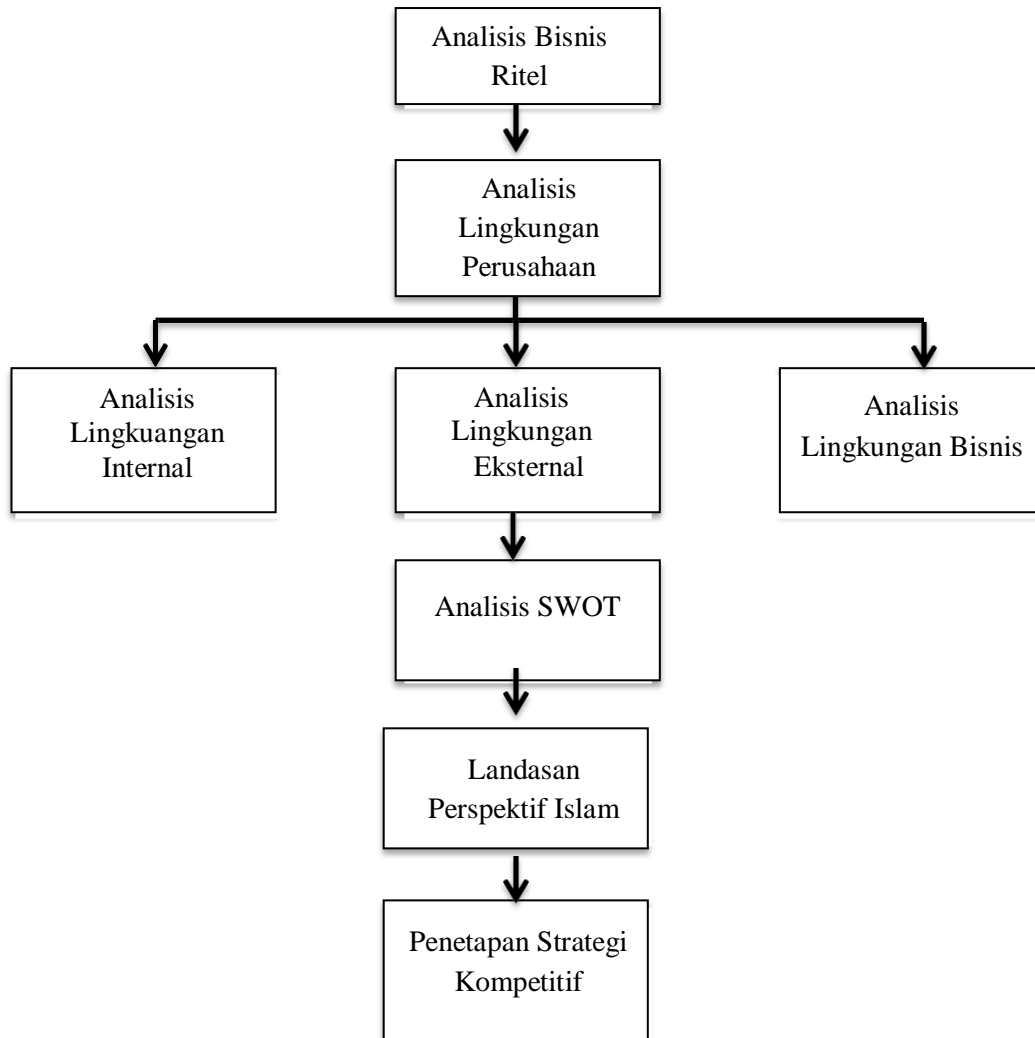 Analisis Bisnis
Ritel
Analisis
Lingkungan
Perusahaan
Analisis
Lingkuangan
Internal
Analisis
Lingkungan
Eksternal
Analisis
Lingkungan Bisnis
Analisis SWOT
Landasan
Perspektif Islam
Penetapan Strategi
Kompetitif